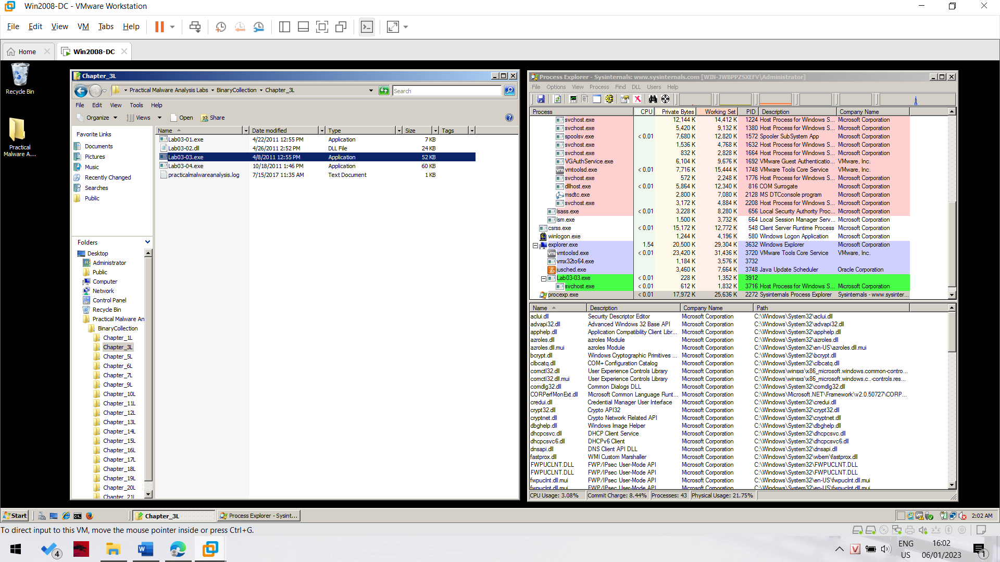 Win2008-DC - VMware Workstation
File Edit View VM Tabs Help
Home
Win2008-DC
Recycle Bin
Practical
Malware A...
Chapter_3L
Practical Malware Analysis Labs BinaryCollection Chapter_3L
Search
File Edit View Tools Help
Organize Views Open Share
Favorite Links
Documents
Pictures
Music
Recently Changed
Searches
Public
Folders
Desktop
Administrator
Public
Computer
Network
Control Panel
Recycle Bin
Practical Malware An
BinaryCollection
Chapter_1L
Chapter_3L
Chapter_5L
Chapter_6L
Chapter_7L
Chapter_9L
Chapter_10L
Chapter_11L
Chapter_12L
Chapter_13L
Chapter_14L
Chapter_15L
Chapter_16L
Chapter_17L
Chapter_18L
Chapter_19L
Chapter_20L
Chapter_21L
Name Date modified Type Size Tags
Lab03-01.exe 4/22/2011 12:55 PM Application 7 KB
Lab03-02.dll 4/26/2011 2:52 PM DLL File 24 KB
Lab03-03.exe 4/8/2011 12:55 PM Application 52 KB
Lab03-04.exe 10/18/2011 1:46 PM Application 60 KB
practicalmalwareanalysis.log 7/15/2017 11:35 AM Text Document 1 KB
Process Explorer - Sysinternals: www.sysinternals.com [WIN-JWBPPZSXEFV\Administrator]
File Options View Process Find DLL Users Help
Process CPU Private Bytes Working Set PID Description Company Name
svchost.exe 12,144 K 14,412 K 1224 Host Process for Windows S... Microsoft Corporation
svchost.exe 5,420 K 9,132 K 1380 Host Process for Windows S... Microsoft Corporation
spoolsv.exe < 0.01 7,680 K 12,820 K 1572 Spooler SubSystem App Microsoft Corporation
svchost.exe 1,536 K 4,768 K 1632 Host Process for Windows S... Microsoft Corporation
svchost.exe 832 K 2,828 K 1664 Host Process for Windows S... Microsoft Corporation
VGAuthService.exe 6,104 K 9,676 K 1692 VMware Guest Authenticatio... VMware, Inc.
vmtoolsd.exe < 0.01 7,716 K 15,444 K 1748 VMware Tools Core Service VMware, Inc.
svchost.exe 572 K 2,248 K 1776 Host Process for Windows S... Microsoft Corporation
dllhost.exe < 0.01 5,864 K 12,340 K 816 COM Surrogate Microsoft Corporation
msdtc.exe 2,800 K 7,080 K 2128 MS DTCconsole program Microsoft Corporation
svchost.exe 3,172 K 4,884 K 2208 Host Process for Windows S... Microsoft Corporation
lsass.exe < 0.01 3,228 K 8,280 K 656 Local Security Authority Proc... Microsoft Corporation
lsm.exe 1,500 K 3,732 K 664 Local Session Manager Serv... Microsoft Corporation
csrss.exe < 0.01 15,172 K 12,772 K 548 Client Server Runtime Process Microsoft Corporation
winlogon.exe 1,244 K 4,196 K 580 Windows Logon Application Microsoft Corporation
explorer.exe 1.54 20,500 K 29,304 K 3632 Windows Explorer Microsoft Corporation
vmtoolsd.exe < 0.01 23,420 K 31,436 K 3720 VMware Tools Core Service VMware, Inc.
vmx32to64.exe 1,184 K 3,576 K 3732
jusched.exe 3,460 K 7,664 K 3748 Java Update Scheduler Oracle Corporation
Lab03-03.exe < 0.01 228 K 1,352 K 3912
svchost.exe < 0.01 612 K 1,832 K 3716 Host Process for Windows S... Microsoft Corporation
procexp.exe < 0.01 17,972 K 25,636 K 2272 Sysinternals Process Explorer Sysinternals - www.sysinter...
Name Description Company Name Path
aclui.dll Security Descriptor Editor Microsoft Corporation C:\Windows\System32\aclui.dll
advapi32.dll Advanced Windows 32 Base API Microsoft Corporation C:\Windows\System32\advapi32.dll
apphelp.dll Application Compatibility Client Libr... Microsoft Corporation C:\Windows\System32\apphelp.dll
azroles.dll azroles Module Microsoft Corporation C:\Windows\System32\azroles.dll
azroles.dll.mui azroles Module Microsoft Corporation C:\Windows\System32\en-US\azroles.dll.mui
bcrypt.dll Windows Cryptographic Primitives ... Microsoft Corporation C:\Windows\System32\bcrypt.dll
clbcatq.dll COM+ Configuration Catalog Microsoft Corporation C:\Windows\System32\clbcatq.dll
comctl32.dll User Experience Controls Library Microsoft Corporation C:\Windows\winsxs\x86_microsoft.windows.common-contro...
comctl32.dll.mui User Experience Controls Library Microsoft Corporation C:\Windows\winsxs\x86_microsoft.windows.c..-controls.res...
comdlg32.dll Common Dialogs DLL Microsoft Corporation C:\Windows\System32\comdlg32.dll
CORPerfMonExt.dll Microsoft Common Language Runt... Microsoft Corporation C:\Windows\Microsoft.NET\Framework\v2.0.50727\CORP...
credui.dll Credential Manager User Interface Microsoft Corporation C:\Windows\System32\credui.dll
crypt32.dll Crypto API32 Microsoft Corporation C:\Windows\System32\crypt32.dll
cryptnet.dll Crypto Network Related API Microsoft Corporation C:\Windows\System32\cryptnet.dll
dbghelp.dll Windows Image Helper Microsoft Corporation C:\Windows\System32\dbghelp.dll
dhcpcsvc.dll DHCP Client Service Microsoft Corporation C:\Windows\System32\dhcpcsvc.dll
dhcpcsvc6.dll DHCPv6 Client Microsoft Corporation C:\Windows\System32\dhcpcsvc6.dll
dnsapi.dll DNS Client API DLL Microsoft Corporation C:\Windows\System32\dnsapi.dll
fastprox.dll WMI Custom Marshaller Microsoft Corporation C:\Windows\System32\wbem\fastprox.dll
FWPUCLNT.DLL FWP/IPsec User-Mode API Microsoft Corporation C:\Windows\System32\FWPUCLNT.DLL
FWPUCLNT.DLL FWP/IPsec User-Mode API Microsoft Corporation C:\Windows\System32\FWPUCLNT.DLL
fwpuclnt.dll.mui FWP/IPsec User-Mode API Microsoft Corporation C:\Windows\System32\en-US\fwpuclnt.dll.mui
fwpuclnt.dll.mui FWP/IPsec User-Mode API Microsoft Corporation C:\Windows\System32\en-US\fwpuclnt.dll.mui
CPU Usage: 3.08% Commit Charge: 8.44% Processes: 43 Physical Usage: 21.75%
Start
Chapter_3L
Process Explorer - Sysint...
2:02 AM
To direct input to this VM, move the mouse pointer inside or press Ctrl+G.
4
ENG
US
16:02
06/01/2023
1